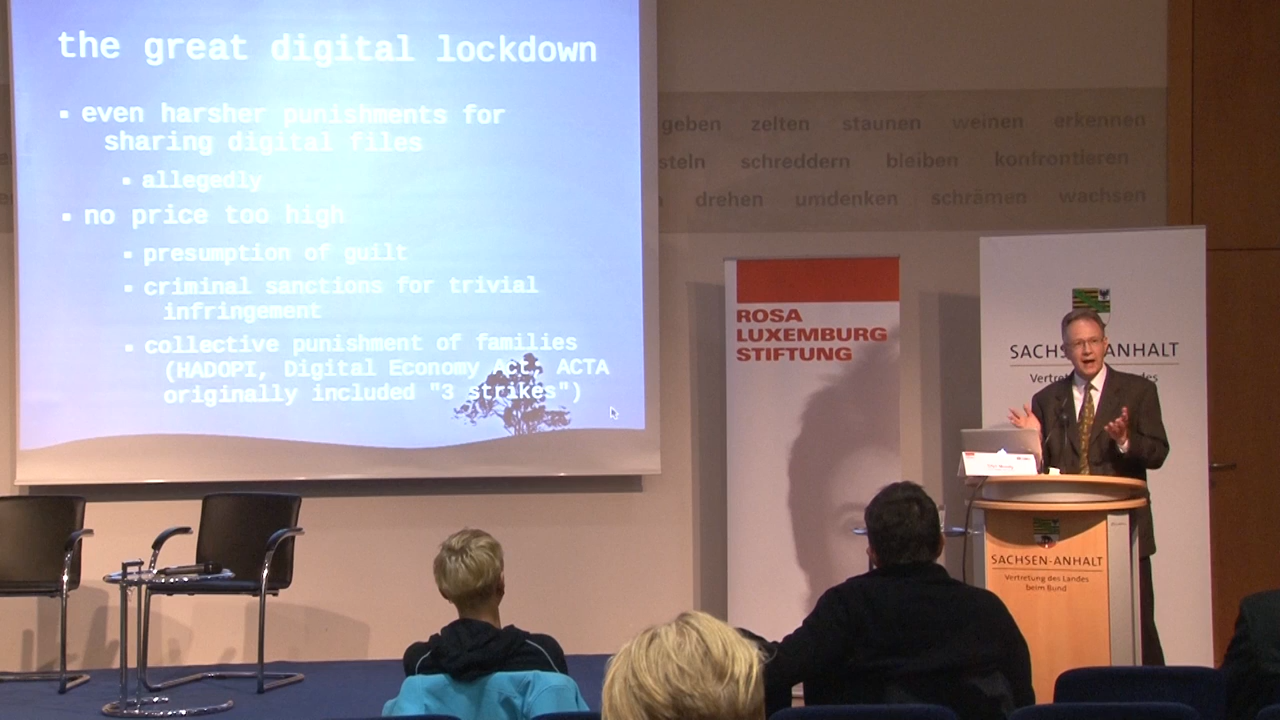 the great digital lockdown
▪ even harsher punishments for
sharing digital files
▪ allegedly
▪ no price too high
▪ presumption of guilt
▪ criminal sanctions for trivial
infringement
▪ collective punishment of families
(HADOPI, Digital Economy Act, ACTA
originally included "3 strikes")
geben zelten staunen weinen erkennen
steln schreddern bleiben konfrontieren
drehen umdenken schrämen wachsen
ROSA
LUXEMBURG
STIFTUNG
SACHSEN-ANHALT
SACHSEN-ANHALT
Vertretung des Landes
beim Bund